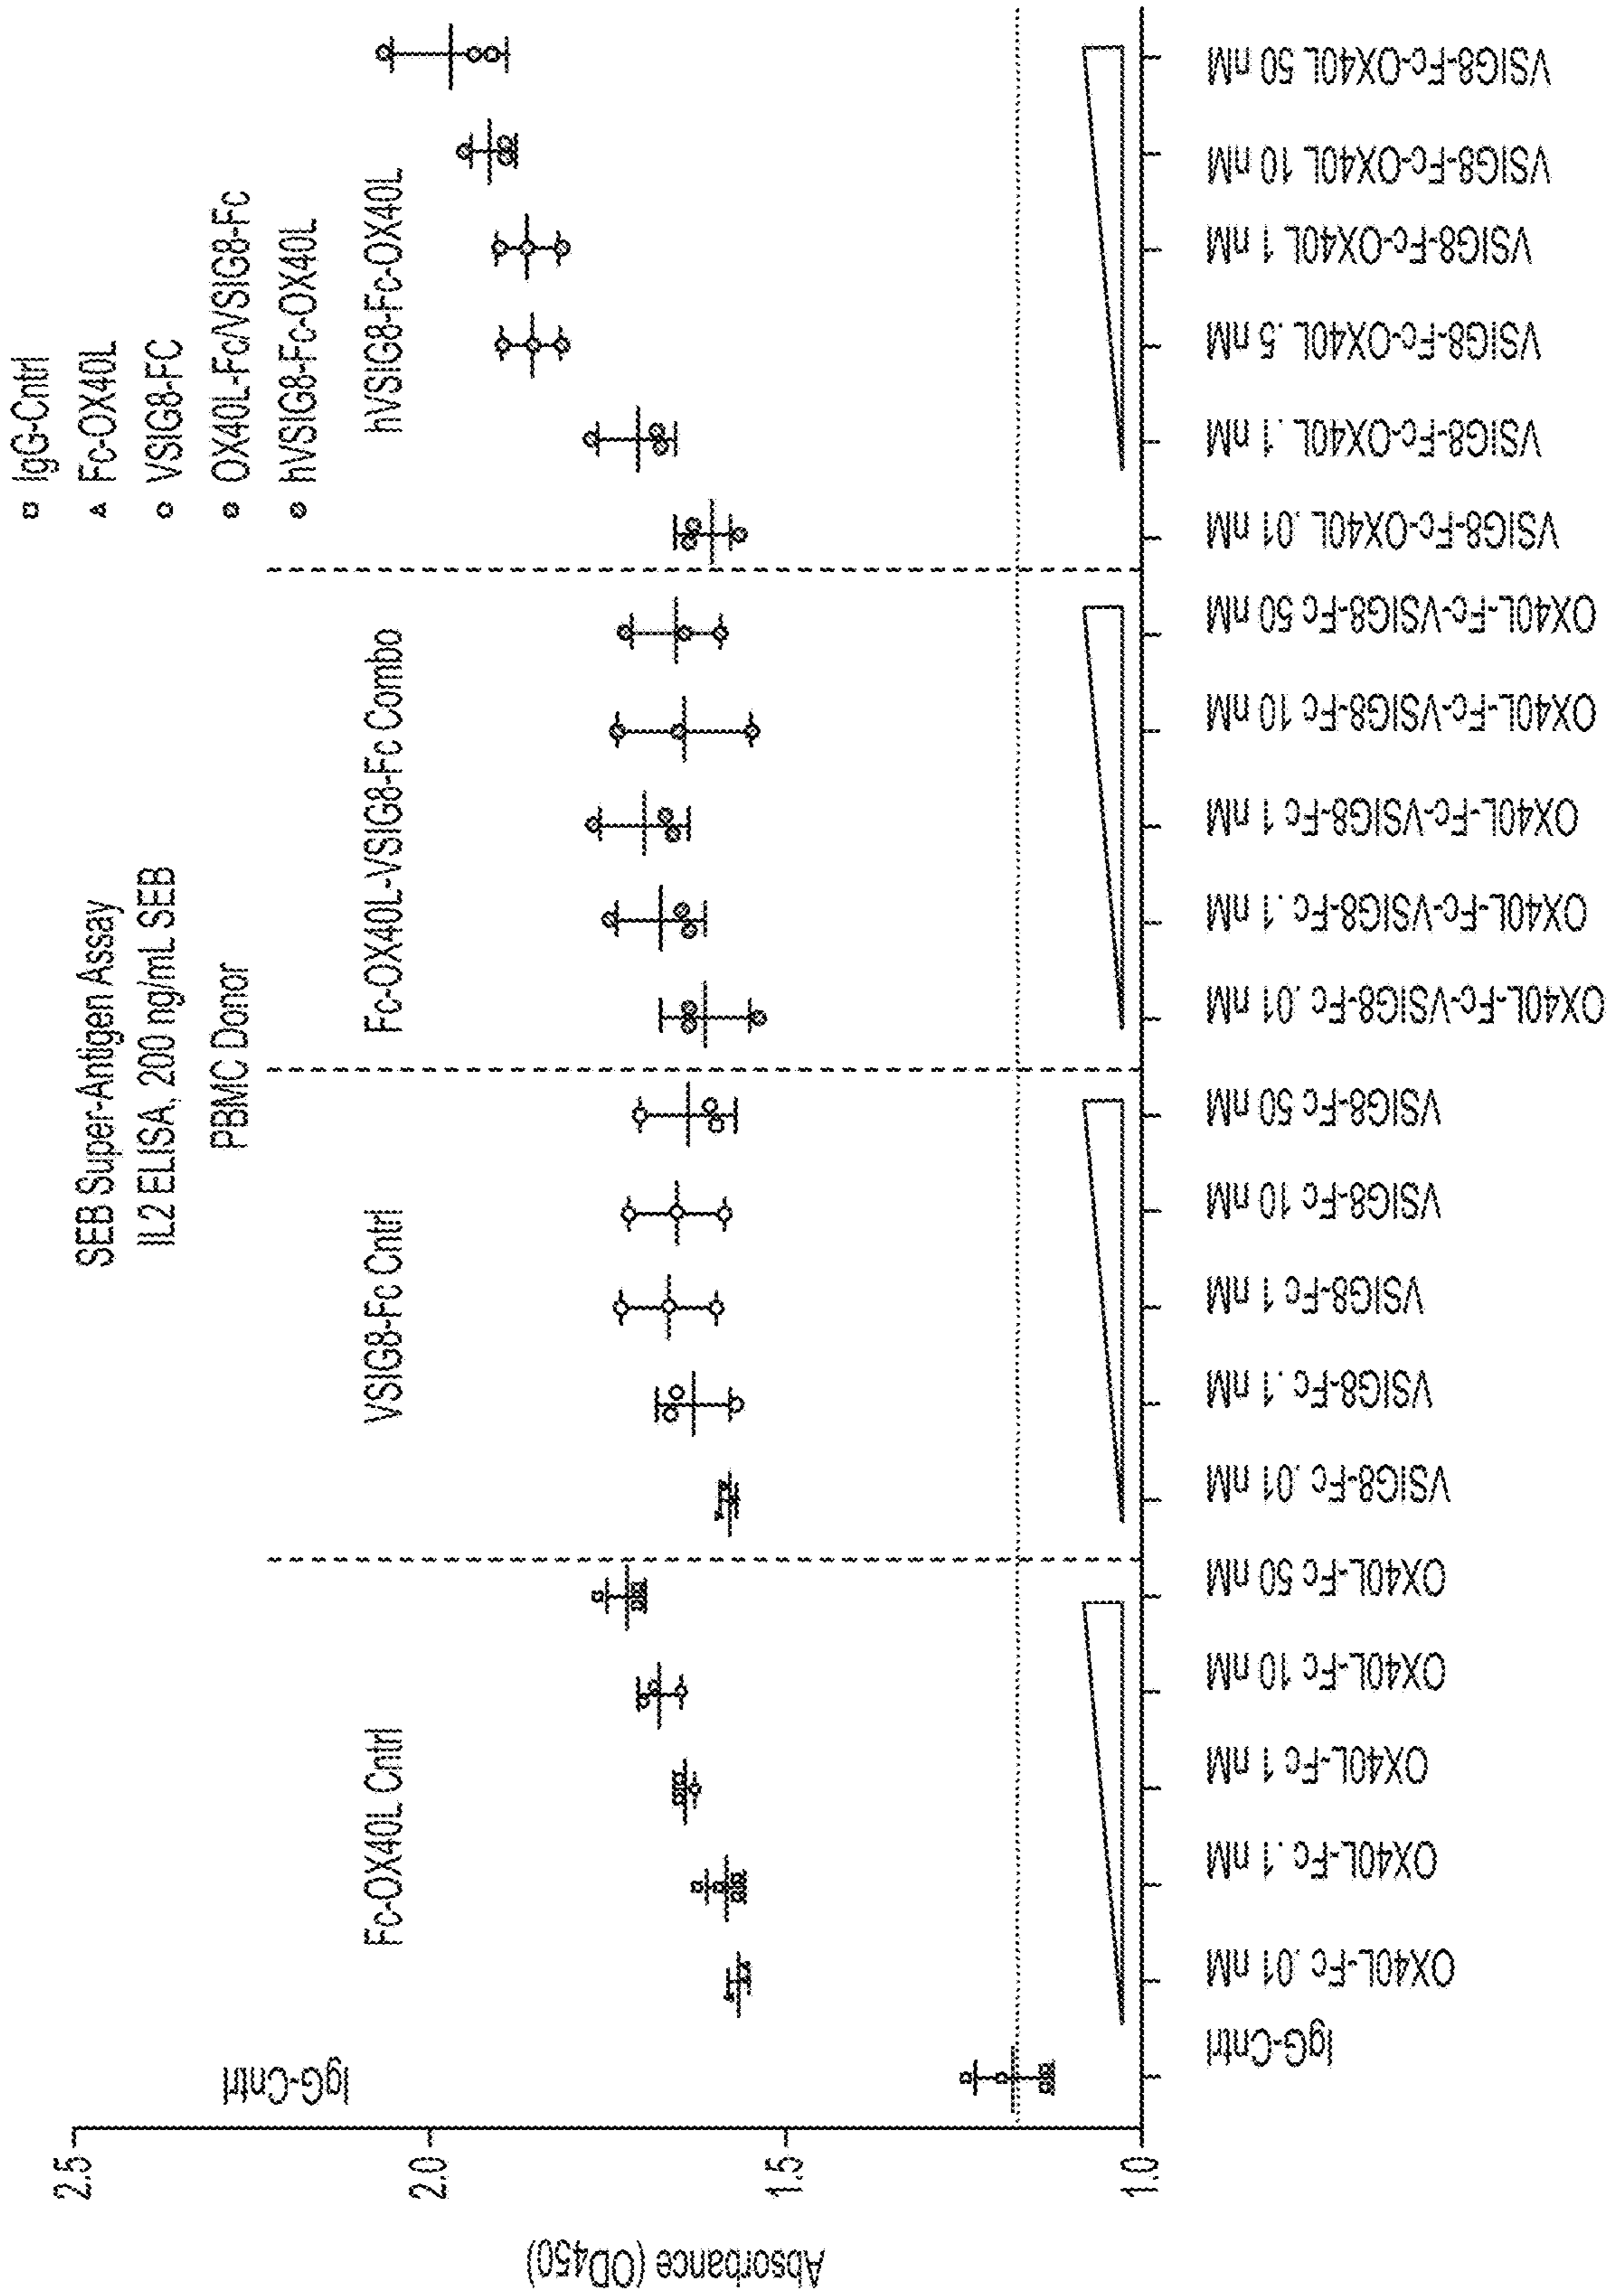 SEB Super-Antigen Assay
IL2 ELISA, 200 ng/mL SEB
PBMC Donor
IgG-Cntrl
Fc-OX40L
VSIG8-FC
OX40L-Fc/VSIG8-Fc
hVSIG8-Fc-OX40L
IgG-Cntrl
Fc-OX40L Cntrl
VSIG8-Fc Cntrl
Fc-OX40L-VSIG8-Fc Combo
hVSIG8-Fc-OX40L
Absorbance (OD450)
2.5
2.0
1.5
1.0
IgG-Cntrl
OX40L-Fc .01 nM
OX40L-Fc .1 nM
OX40L-Fc 1 nM
OX40L-Fc 10 nM
OX40L-Fc 50 nM
VSIG8-Fc .01 nM
VSIG8-Fc .1 nM
VSIG8-Fc 1 nM
VSIG8-Fc 10 nM
VSIG8-Fc 50 nM
OX40L-Fc-VSIG8-Fc .01 nM
OX40L-Fc-VSIG8-Fc .1 nM
OX40L-Fc-VSIG8-Fc 1 nM
OX40L-Fc-VSIG8-Fc 10 nM
OX40L-Fc-VSIG8-Fc 50 nM
VSIG8-Fc-OX40L .01 nM
VSIG8-Fc-OX40L .1 nM
VSIG8-Fc-OX40L .5 nM
VSIG8-Fc-OX40L 1 nM
VSIG8-Fc-OX40L 10 nM
VSIG8-Fc-OX40L 50 nM